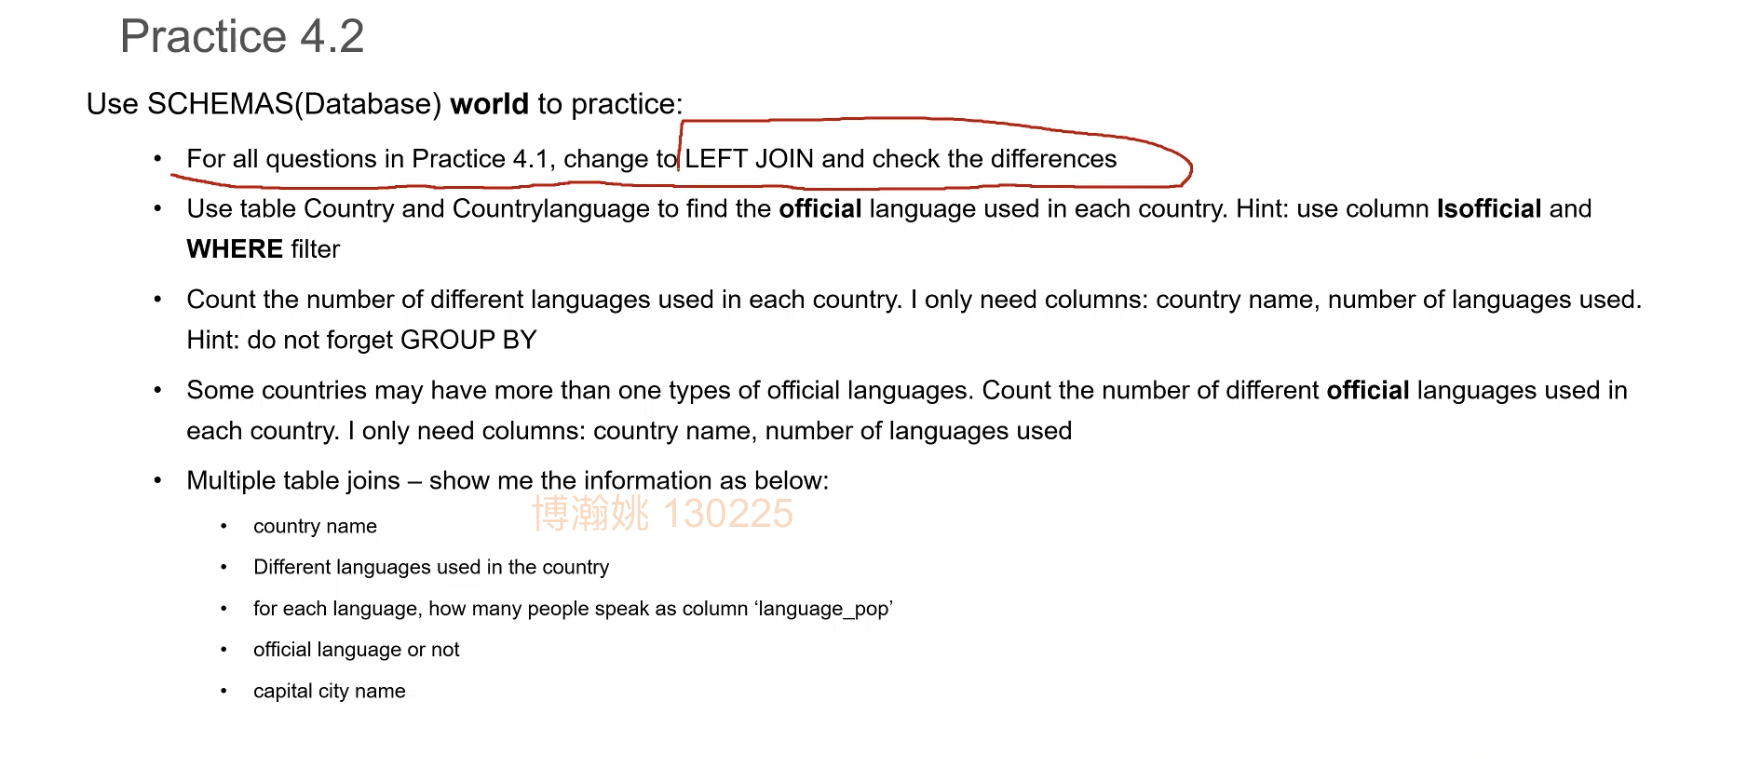 Practice 4.2
Use SCHEMAS(Database) world to practice:
• For all questions in Practice 4.1, change to LEFT JOIN and check the differences
• Use table Country and Countrylanguage to find the official language used in each country. Hint: use column Isofficial and
WHERE filter
• Count the number of different languages used in each country. I only need columns: country name, number of languages used.
Hint: do not forget GROUP BY
• Some countries may have more than one types of official languages. Count the number of different official languages used in
each country. I only need columns: country name, number of languages used
• Multiple table joins – show me the information as below:
博瀚姚 130225
• country name
• Different languages used in the country
• for each language, how many people speak as column ‘language_pop’
• official language or not
• capital city name